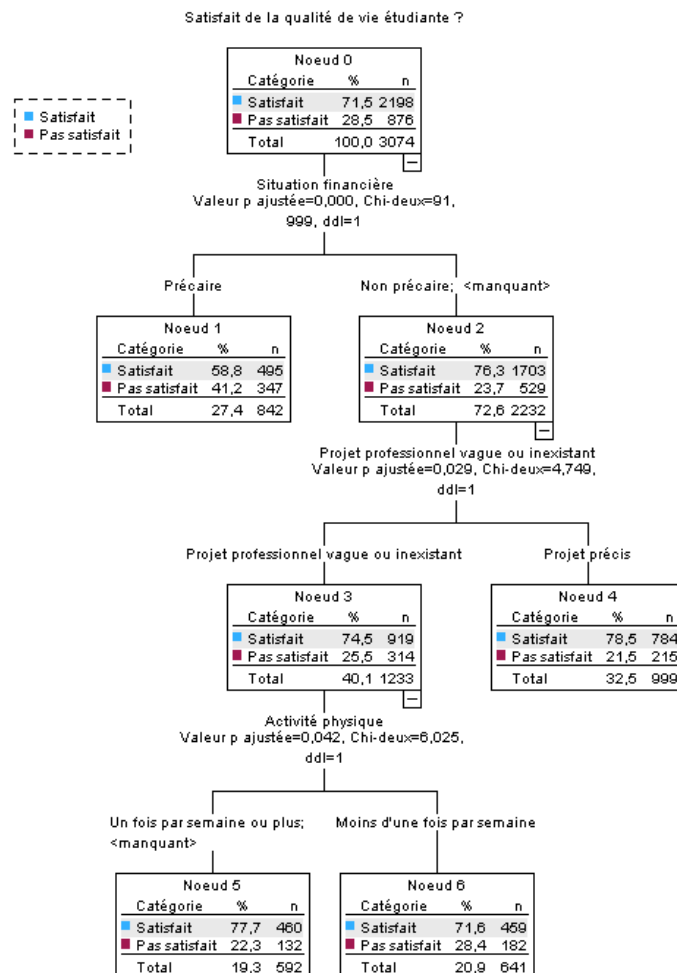 Satisfait de la qualité de vie étudiante ?
Satisfait
Pas satisfait
Noeud 0
Catégorie % n
Satisfait 71,5 2198
Pas satisfait 28,5 876
Total 100,0 3074
Situation financière
Valeur p ajustée=0,000, Chi-deux=91,
999, ddl=1
Précaire
Non précaire; <manquant>
Noeud 1
Catégorie % n
Satisfait 58,8 495
Pas satisfait 41,2 347
Total 27,4 842
Noeud 2
Catégorie % n
Satisfait 76,3 1703
Pas satisfait 23,7 529
Total 72,6 2232
Projet professionnel vague ou inexistant
Valeur p ajustée=0,029, Chi-deux=4,749,
ddl=1
Projet professionnel vague ou inexistant
Projet précis
Noeud 3
Catégorie % n
Satisfait 74,5 919
Pas satisfait 25,5 314
Total 40,1 1233
Noeud 4
Catégorie % n
Satisfait 78,5 784
Pas satisfait 21,5 215
Total 32,5 999
Activité physique
Valeur p ajustée=0,042, Chi-deux=6,025,
ddl=1
Un fois par semaine ou plus;
<manquant>
Moins d'une fois par semaine
Noeud 5
Catégorie % n
Satisfait 77,7 460
Pas satisfait 22,3 132
Total 19,3 592
Noeud 6
Catégorie % n
Satisfait 71,6 459
Pas satisfait 28,4 182
Total 20,9 641